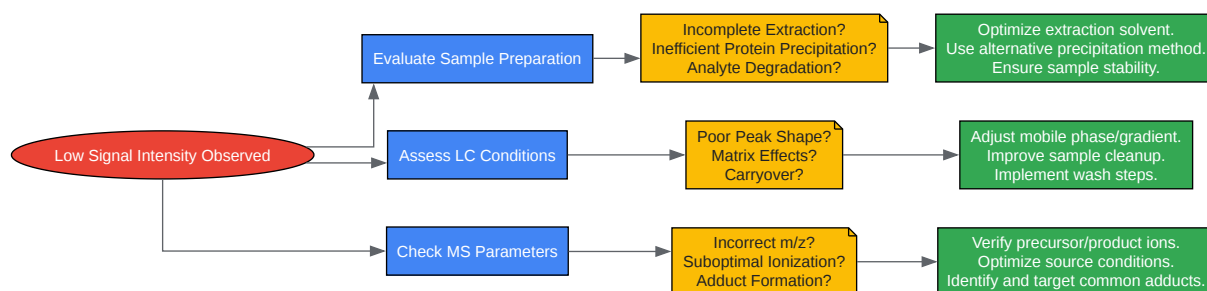 Low Signal Intensity Observed
Evaluate Sample Preparation
Incomplete Extraction?
Inefficient Protein Precipitation?
Analyte Degradation?
Optimize extraction solvent.
Use alternative precipitation method.
Ensure sample stability.
Assess LC Conditions
Poor Peak Shape?
Matrix Effects?
Carryover?
Adjust mobile phase/gradient.
Improve sample cleanup.
Implement wash steps.
Check MS Parameters
Incorrect m/z?
Suboptimal Ionization?
Adduct Formation?
Verify precursor/product ions.
Optimize source conditions.
Identify and target common adducts.